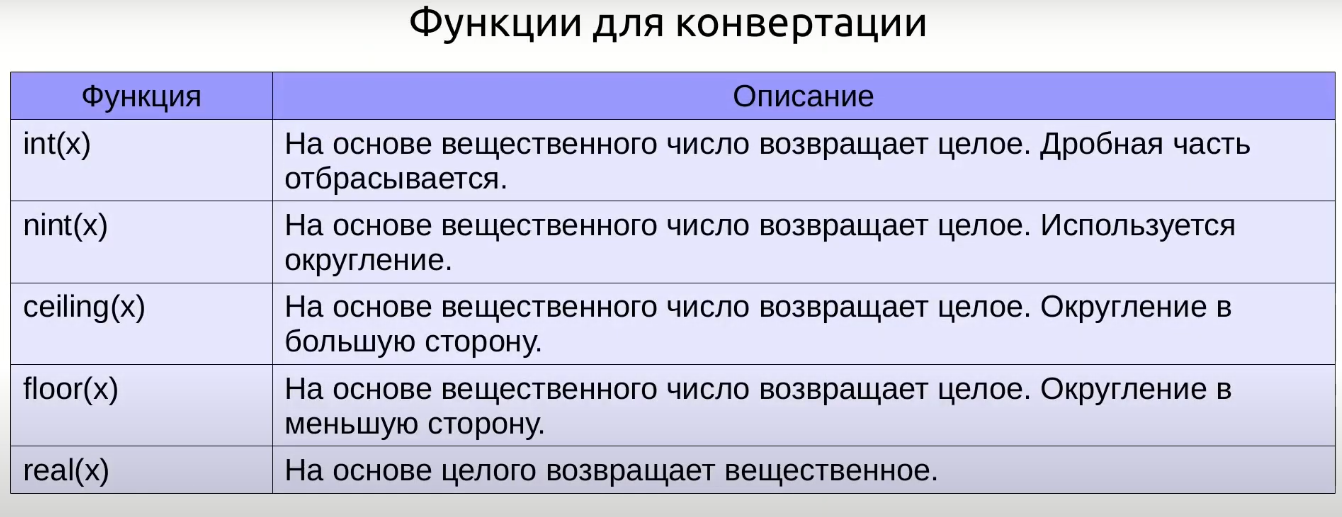 Функции для конвертации
Функция
Описание
int(x)
На основе вещественного число возвращает целое. Дробная часть
отбрасывается.
nint(x)
На основе вещественного число возвращает целое. Используется
округление.
ceiling(x)
На основе вещественного число возвращает целое. Округление в
большую сторону.
floor(x)
На основе вещественного число возвращает целое. Округление в
меньшую сторону.
real(x)
На основе целого возвращает вещественное.